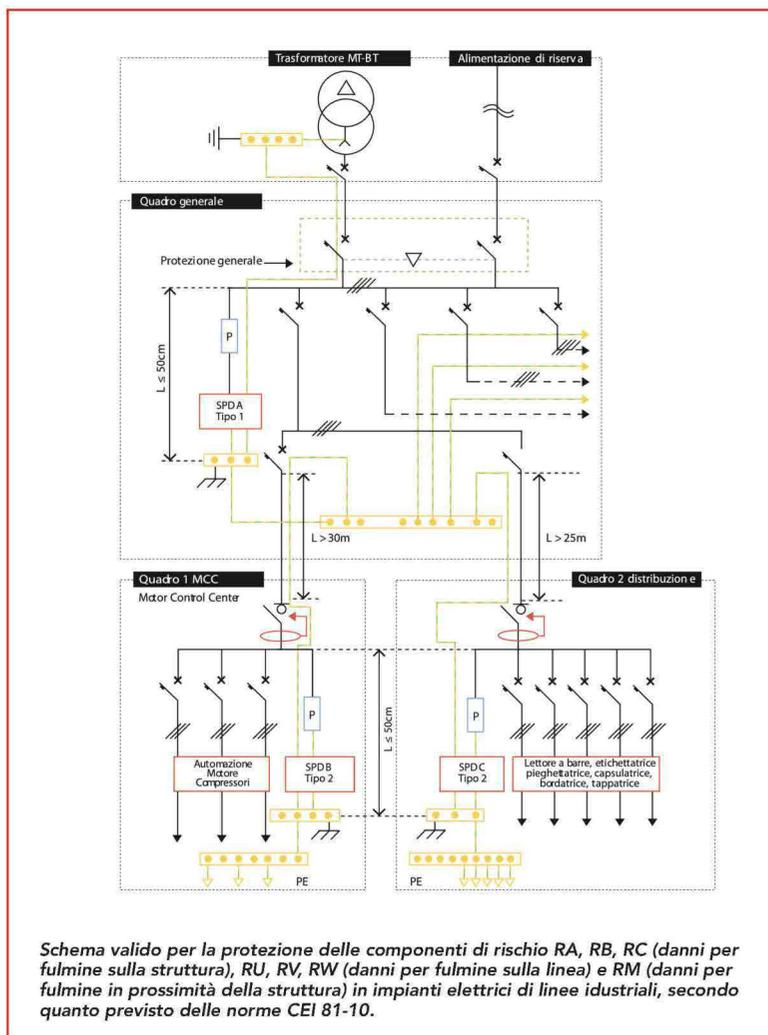 Trasformatore MT-BT
Alimentazione di riserva
Quadro generale
Protezione generale
P
L ≤ 50cm
SPD A
Tipo 1
L > 30m
L > 25m
Quadro 1 MCC
Motor Control Center
Quadro 2 distribuzione
P
L ≤ 50cm
P
Automazione
Motore
Compressori
SPD B
Tipo 2
SPD C
Tipo 2
Lettore a barre, etichettatrice
pieghettatrice, capsulatrice,
bordatrice, tappatrice
PE
PE
Schema valido per la protezione delle componenti di rischio RA, RB, RC (danni per
fulmine sulla struttura), RU, RV, RW (danni per fulmine sulla linea) e RM (danni per
fulmine in prossimità della struttura) in impianti elettrici di linee idustriali, secondo
quanto previsto delle norme CEI 81-10.